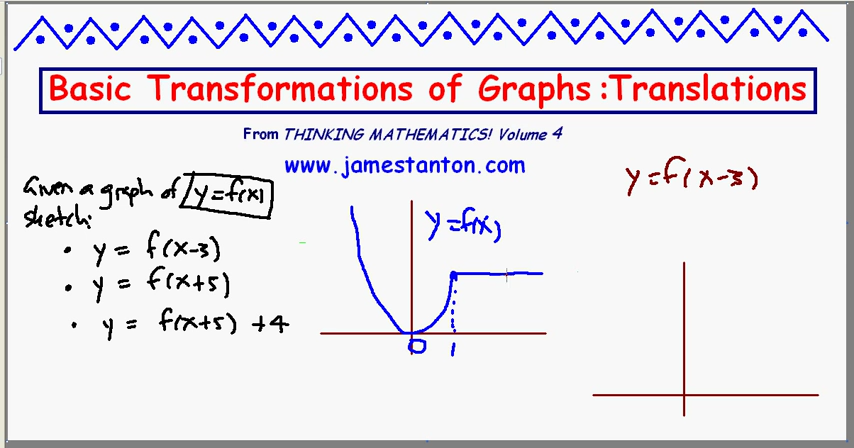 Basic Transformations of Graphs :Translations
From THINKING MATHEMATICS! Volume 4
www.jamestanton.com
Given a graph of y=f(x)
sketch:
• y = f(x-3)
• y = f(x+5)
• y = f(x+5) +4
y=f(x)
0 1
y=f(x-3)